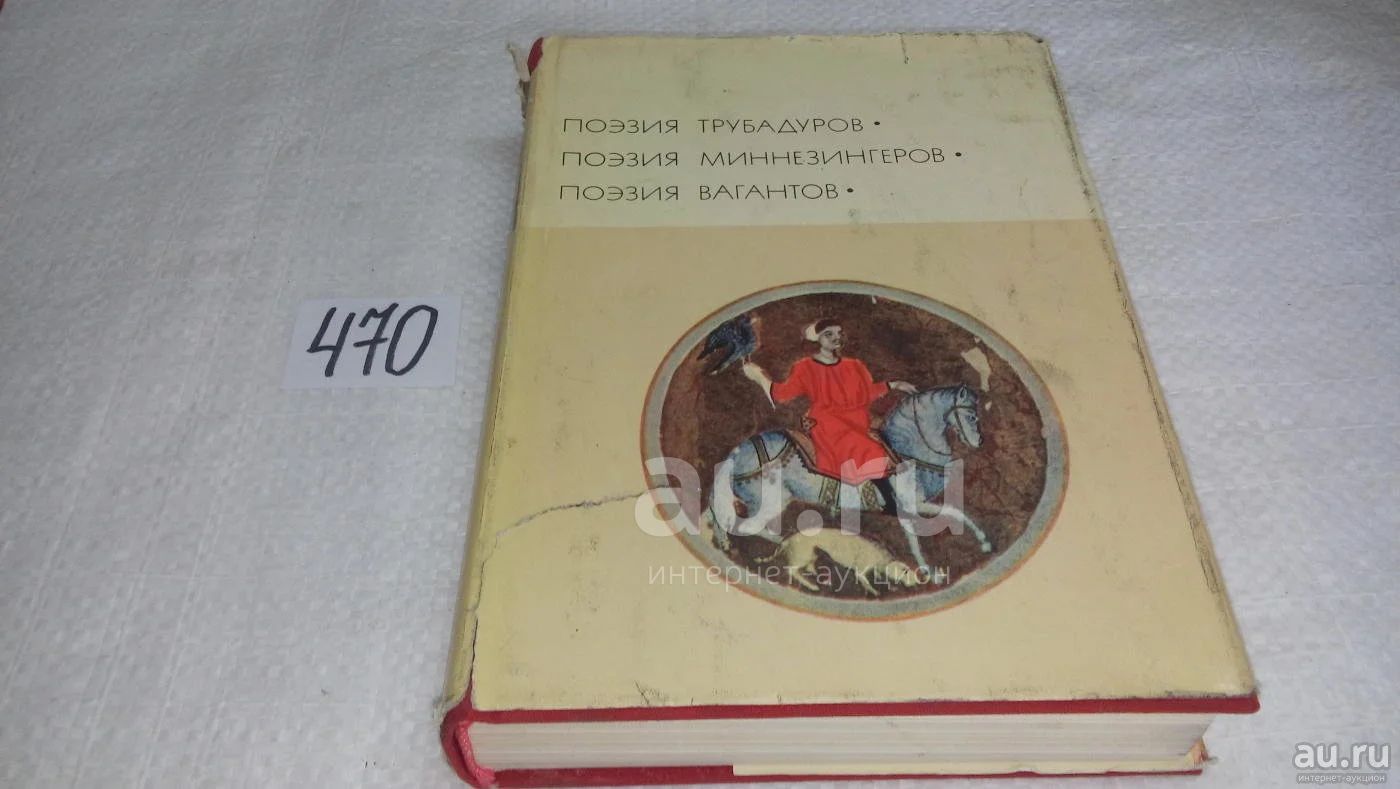 ПОЭЗИЯ ТРУБАДУРОВ •
ПОЭЗИЯ МИННЕЗИНГЕРОВ •
ПОЭЗИЯ ВАГАНТОВ •
470
au.ru
интернет-аукцион
au.ru
интернет-аукцион